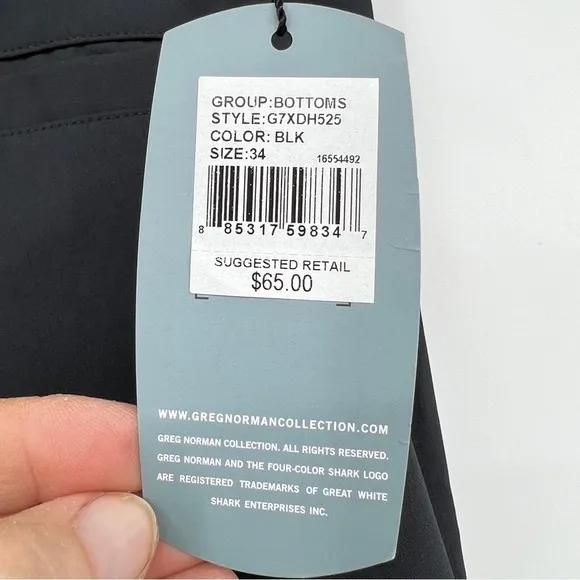 GROUP:BOTTOMS
STYLE:G7XDH525
COLOR: BLK
SIZE:34 16554492
8 85317 59834 7
SUGGESTED RETAIL
$65.00
WWW.GREGNORMANCOLLECTION.COM
GREG NORMAN COLLECTION. ALL RIGHTS RESERVED.
GREG NORMAN AND THE FOUR-COLOR SHARK LOGO
ARE REGISTERED TRADEMARKS OF GREAT WHITE
SHARK ENTERPRISES INC.